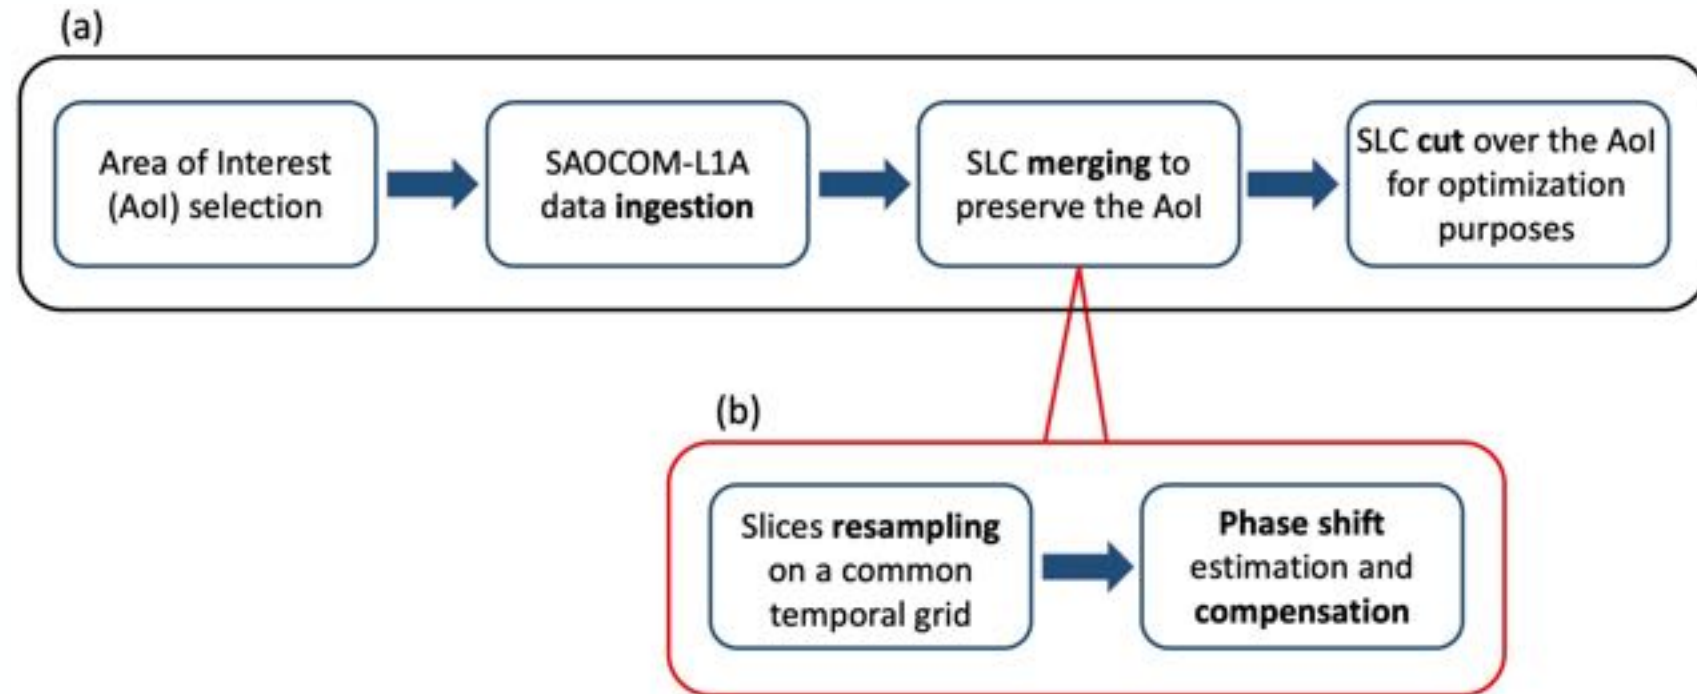 (a)
Area of Interest
(AoI) selection
SAOCOM-L1A
data ingestion
SLC merging to
preserve the AoI
SLC cut over the AoI
for optimization
purposes
(b)
Slices resampling
on a common
temporal grid
Phase shift
estimation and
compensation